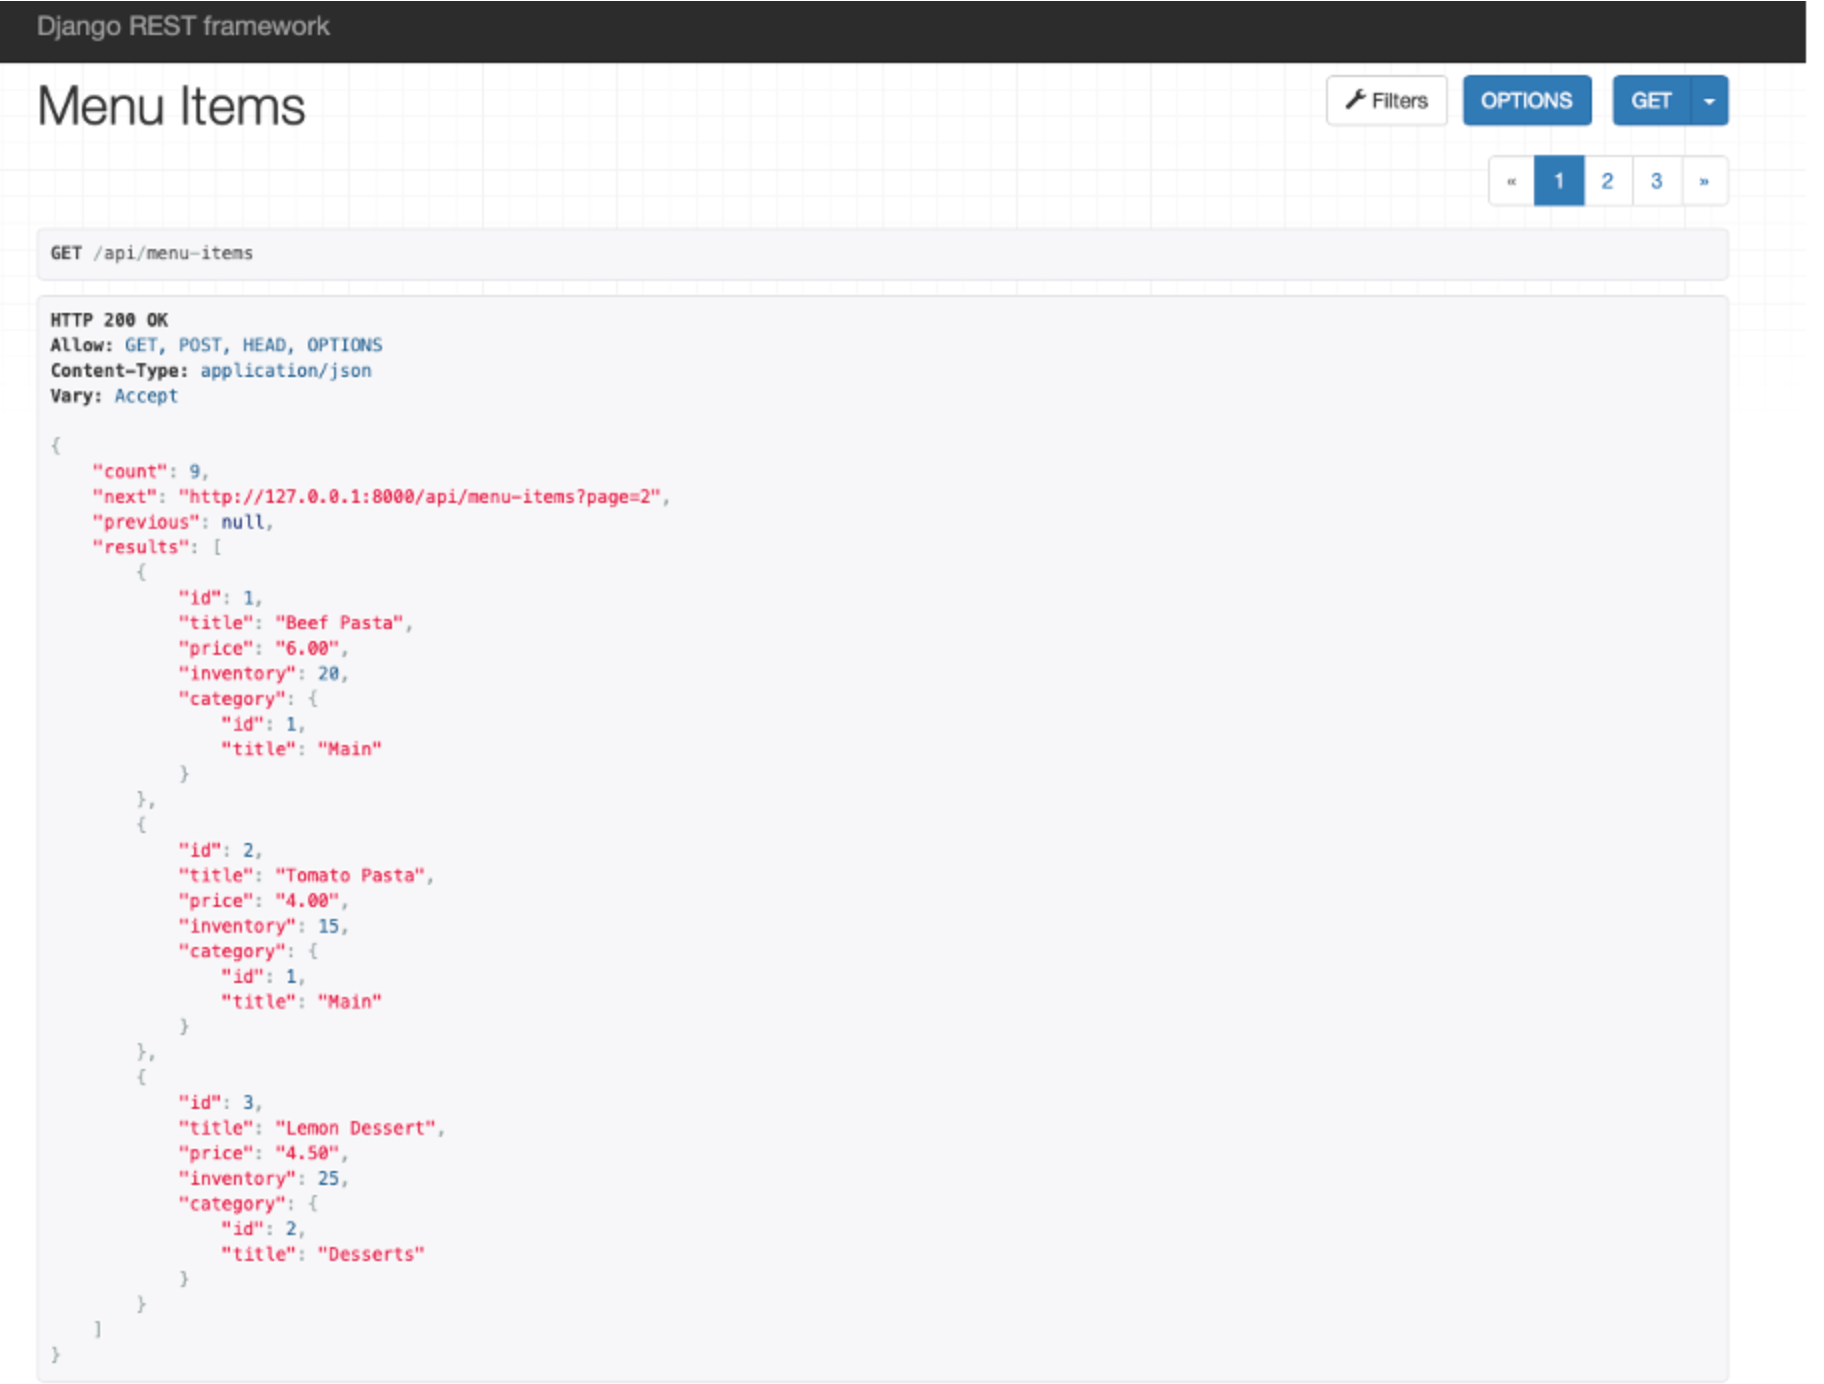 Django REST framework
Menu Items
Filters OPTIONS GET
« 1 2 3 »
GET /api/menu-items
HTTP 200 OK
Allow: GET, POST, HEAD, OPTIONS
Content-Type: application/json
Vary: Accept
{
    "count": 9,
    "next": "http://127.0.0.1:8000/api/menu-items?page=2",
    "previous": null,
    "results": [
        {
            "id": 1,
            "title": "Beef Pasta",
            "price": "6.00",
            "inventory": 20,
            "category": {
                "id": 1,
                "title": "Main"
            }
        },
        {
            "id": 2,
            "title": "Tomato Pasta",
            "price": "4.00",
            "inventory": 15,
            "category": {
                "id": 1,
                "title": "Main"
            }
        },
        {
            "id": 3,
            "title": "Lemon Dessert",
            "price": "4.50",
            "inventory": 25,
            "category": {
                "id": 2,
                "title": "Desserts"
            }
        }
    ]
}